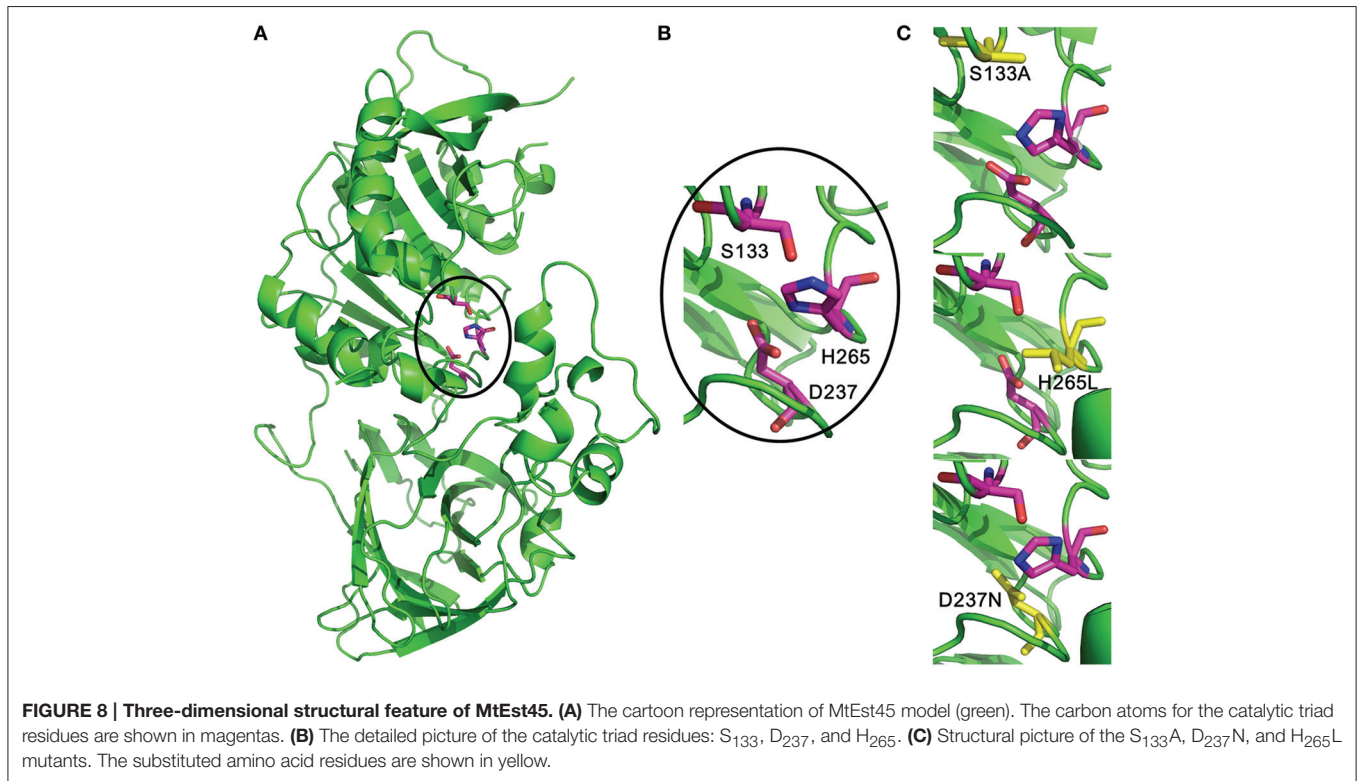 A
B
C
S133A
S133
H265
D237
H265L
D237N
FIGURE 8 | Three-dimensional structural feature of MtEst45. (A) The cartoon representation of MtEst45 model (green). The carbon atoms for the catalytic triad
residues are shown in magentas. (B) The detailed picture of the catalytic triad residues: S133, D237, and H265. (C) Structural picture of the S133A, D237N, and H265L
mutants. The substituted amino acid residues are shown in yellow.